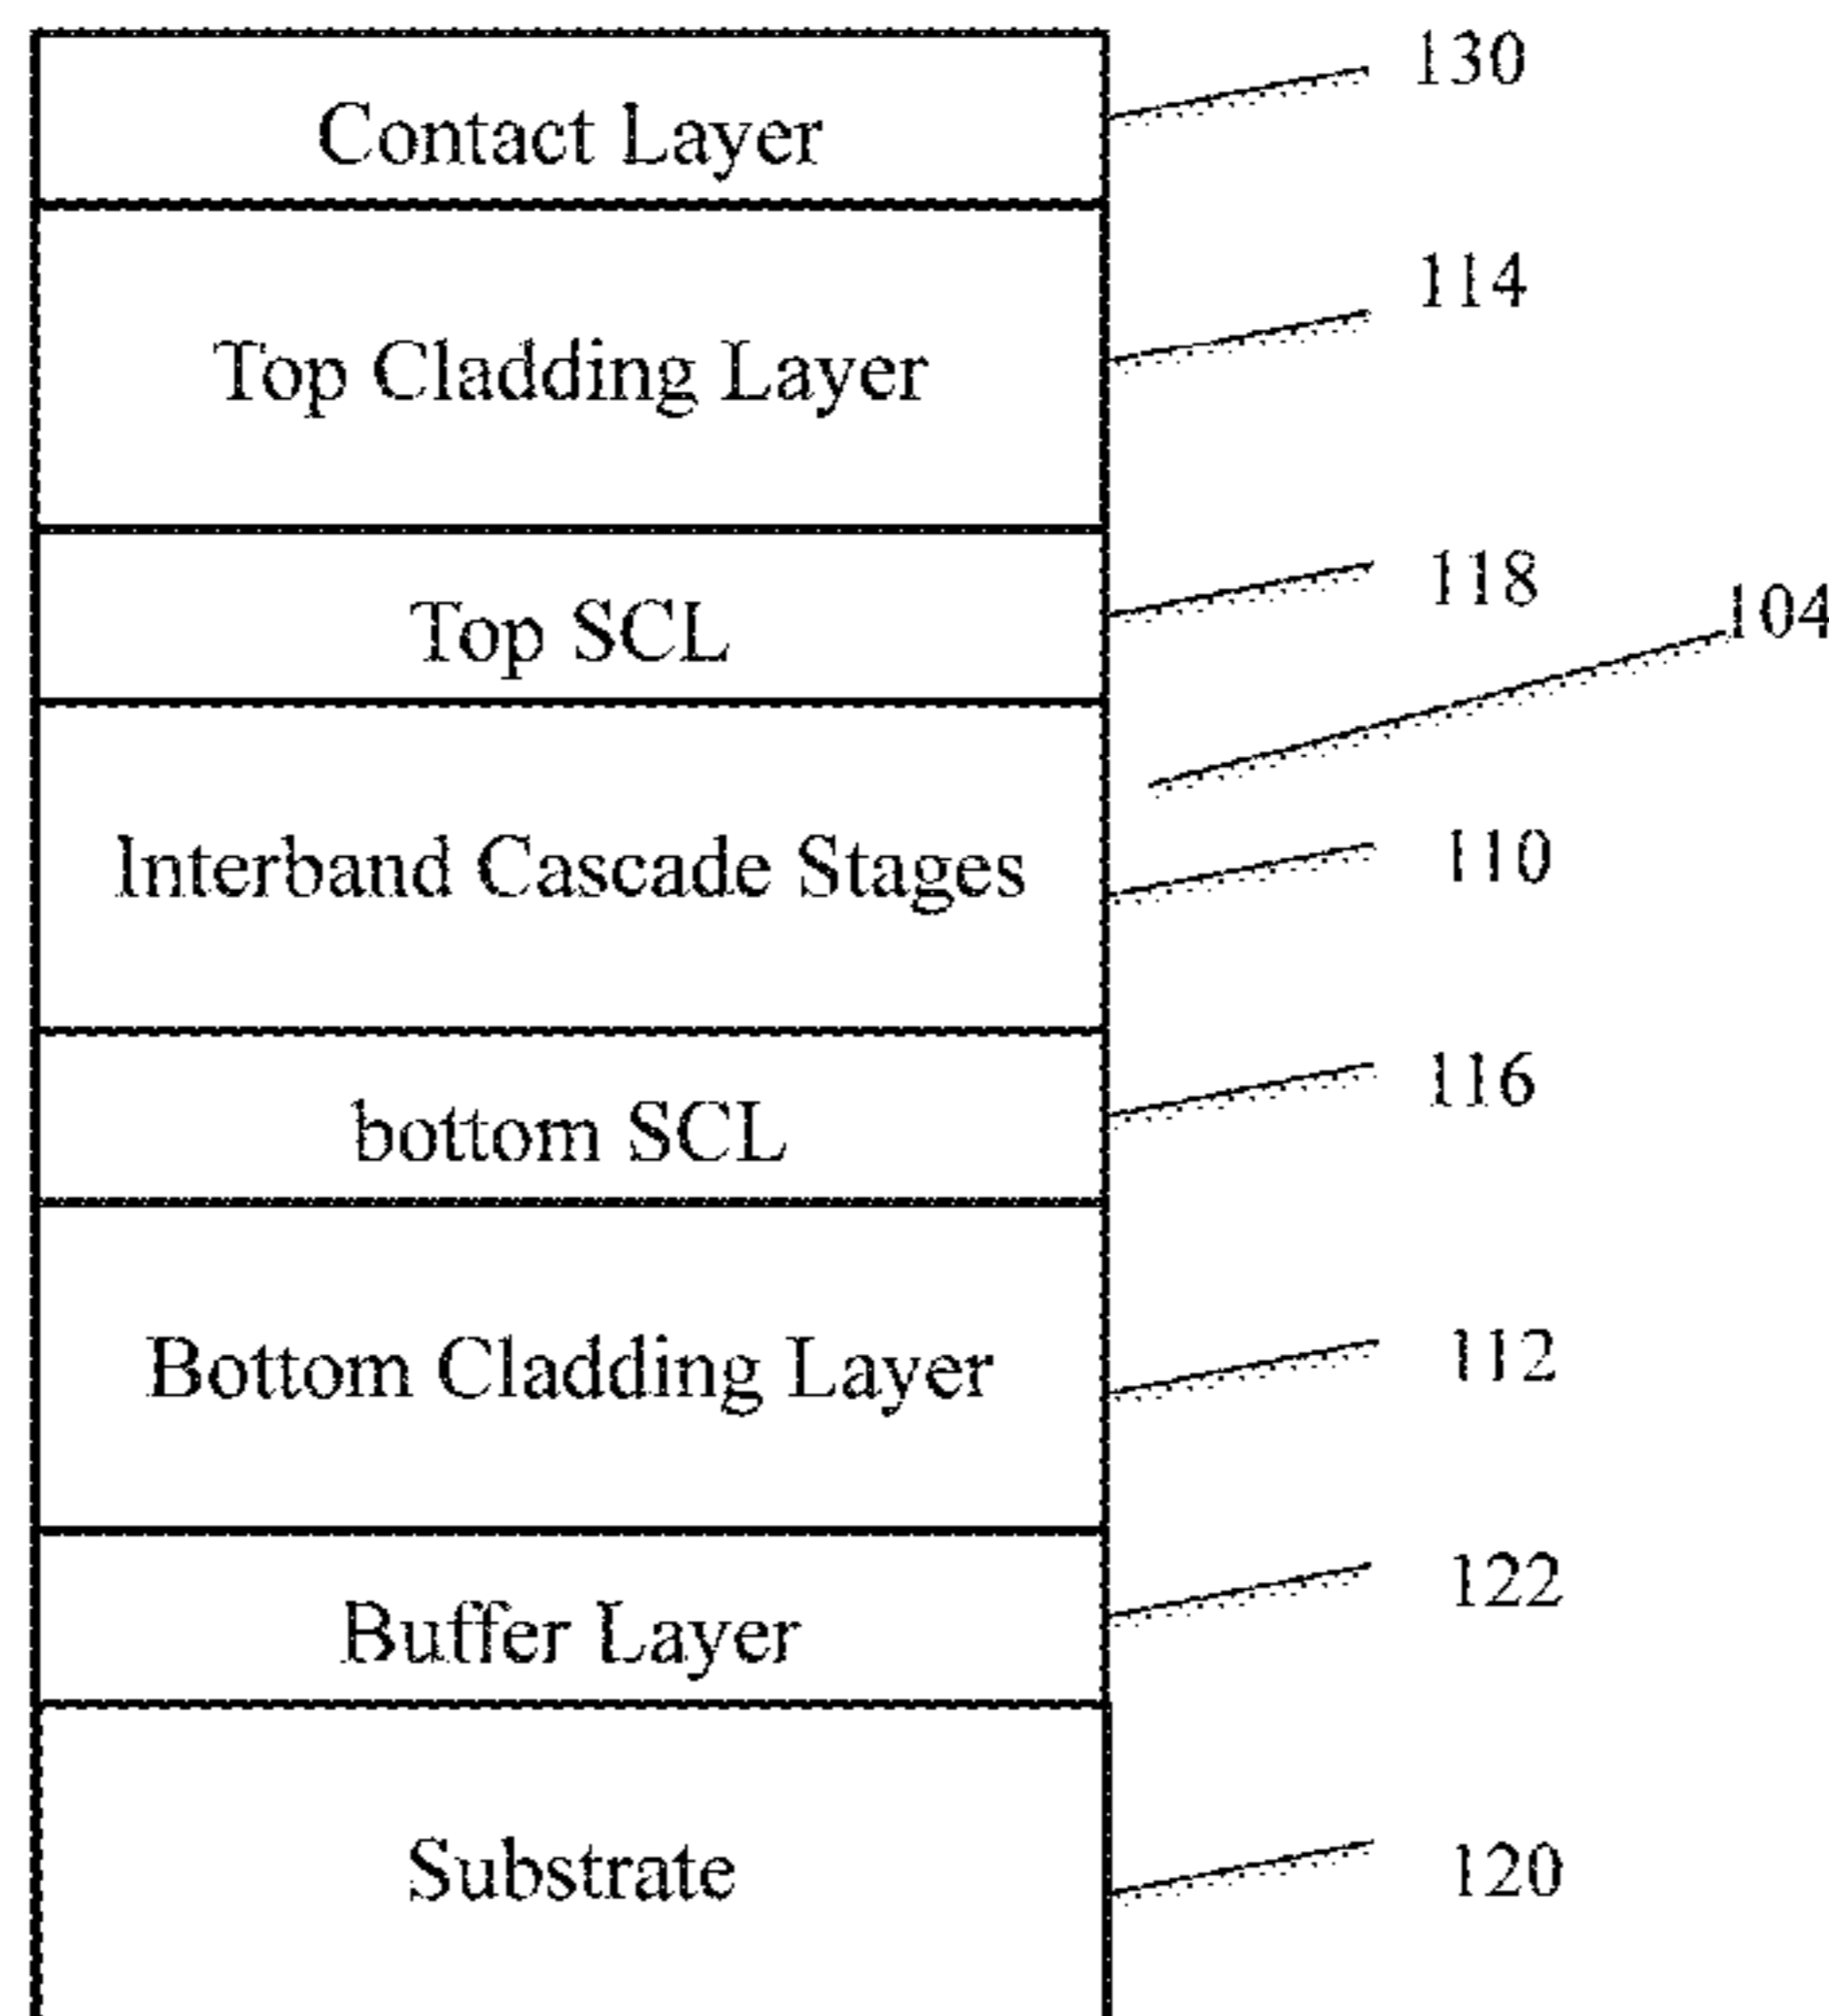 130
Contact Layer
114
Top Cladding Layer
118
104
Top SCL
110
Interband Cascade Stages
116
bottom SCL
112
Bottom Cladding Layer
122
Buffer Layer
120
Substrate